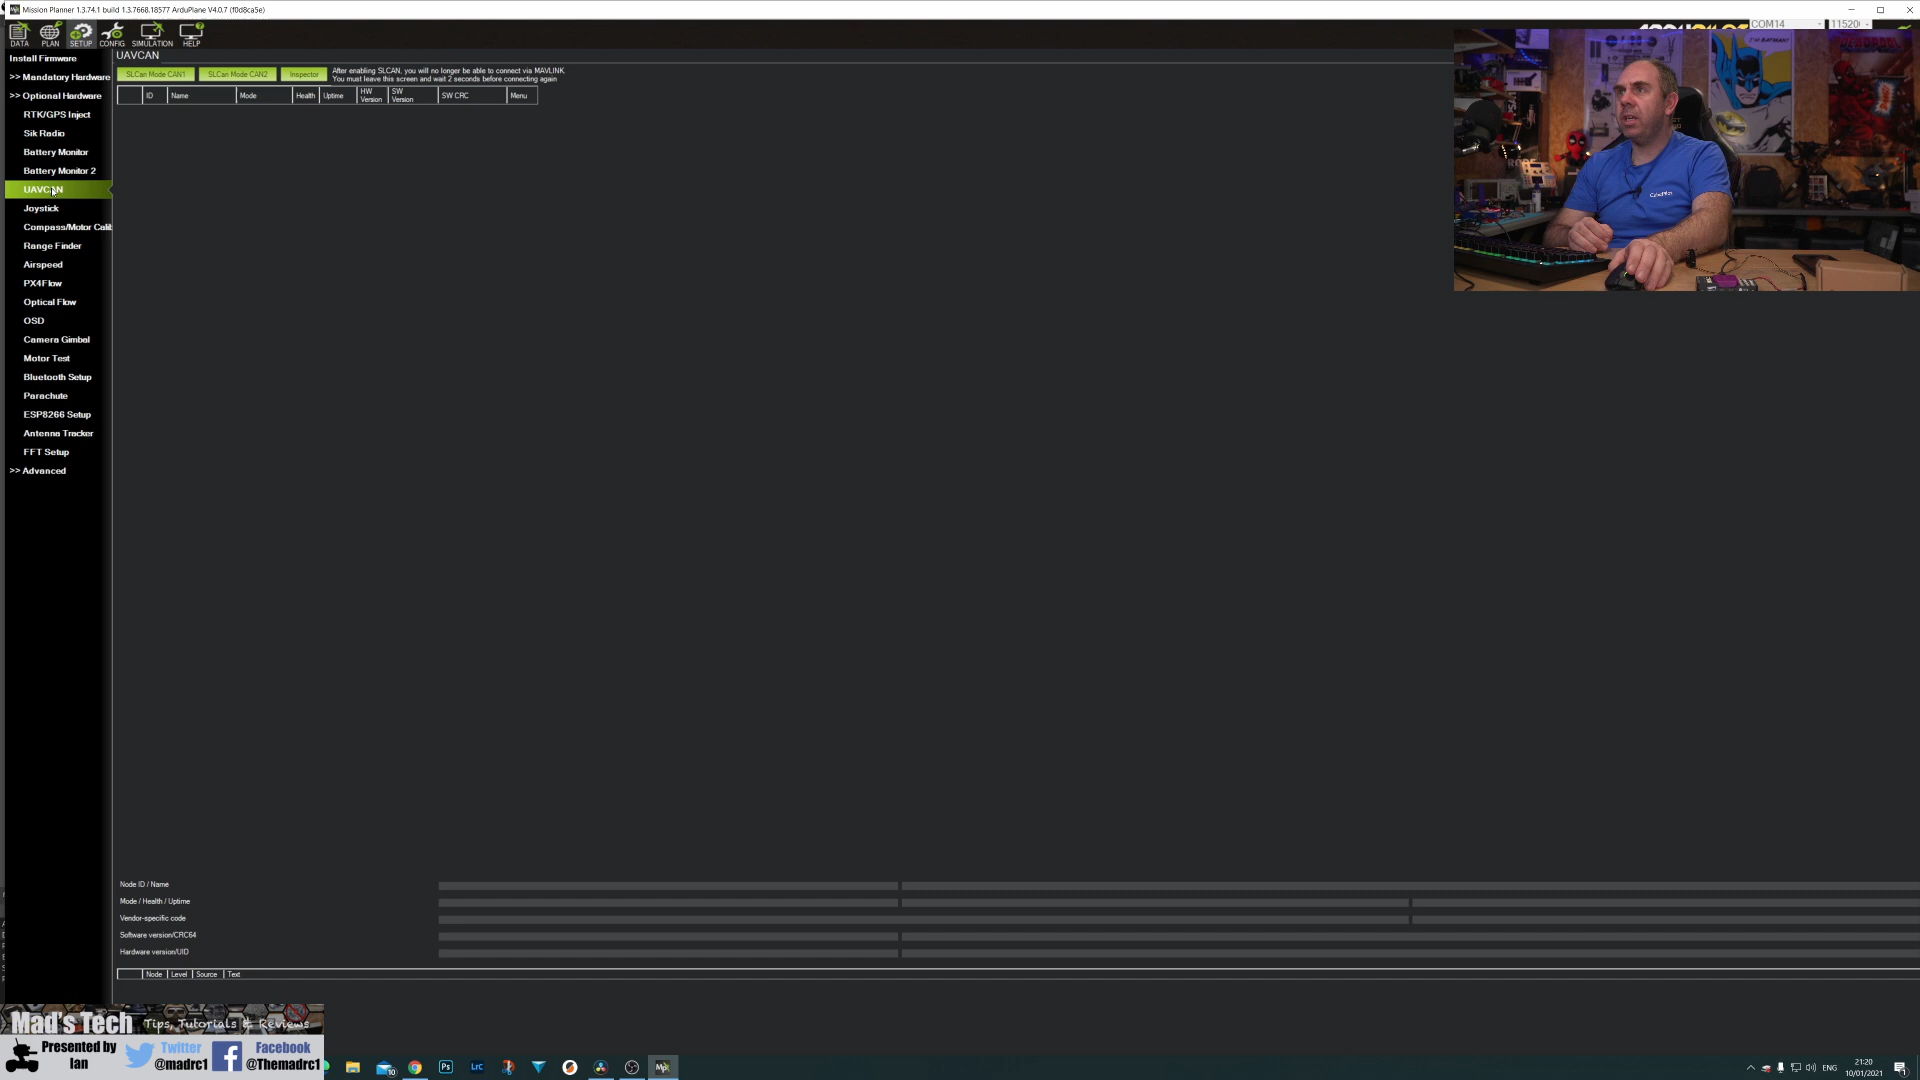 Mission Planner 1.3.74.1 build 1.3.7668.18577 ArduPlane V4.0.7 (f0d8ca5e)
DATA PLAN SETUP CONFIG SIMULATION HELP
COM14 11520
Install Firmware
>> Mandatory Hardware
>> Optional Hardware
RTK/GPS Inject
Sik Radio
Battery Monitor
Battery Monitor 2
UAVCAN
Joystick
Compass/Motor Calib
Range Finder
Airspeed
PX4Flow
Optical Flow
OSD
Camera Gimbal
Motor Test
Bluetooth Setup
Parachute
ESP8266 Setup
Antenna Tracker
FFT Setup
>> Advanced
UAVCAN
SLCan Mode CAN1 SLCan Mode CAN2 Inspector
After enabling SLCAN, you will no longer be able to connect via MAVLINK.
You must leave this screen and wait 2 seconds before connecting again
ID Name Mode Health Uptime HW Version SW Version SW CRC Menu
I'M BATMAN!
DEADPOOL
Node ID / Name
Mode / Health / Uptime
Vendor-specific code
Software version/CRC64
Hardware version/UID
Node Level Source Text
Mad's Tech Tips, Tutorials & Reviews
Presented by Ian
Twitter @madrc1
Facebook @Themadrc1
10
Ps
LrC
ENG
21:20
10/01/2021
1